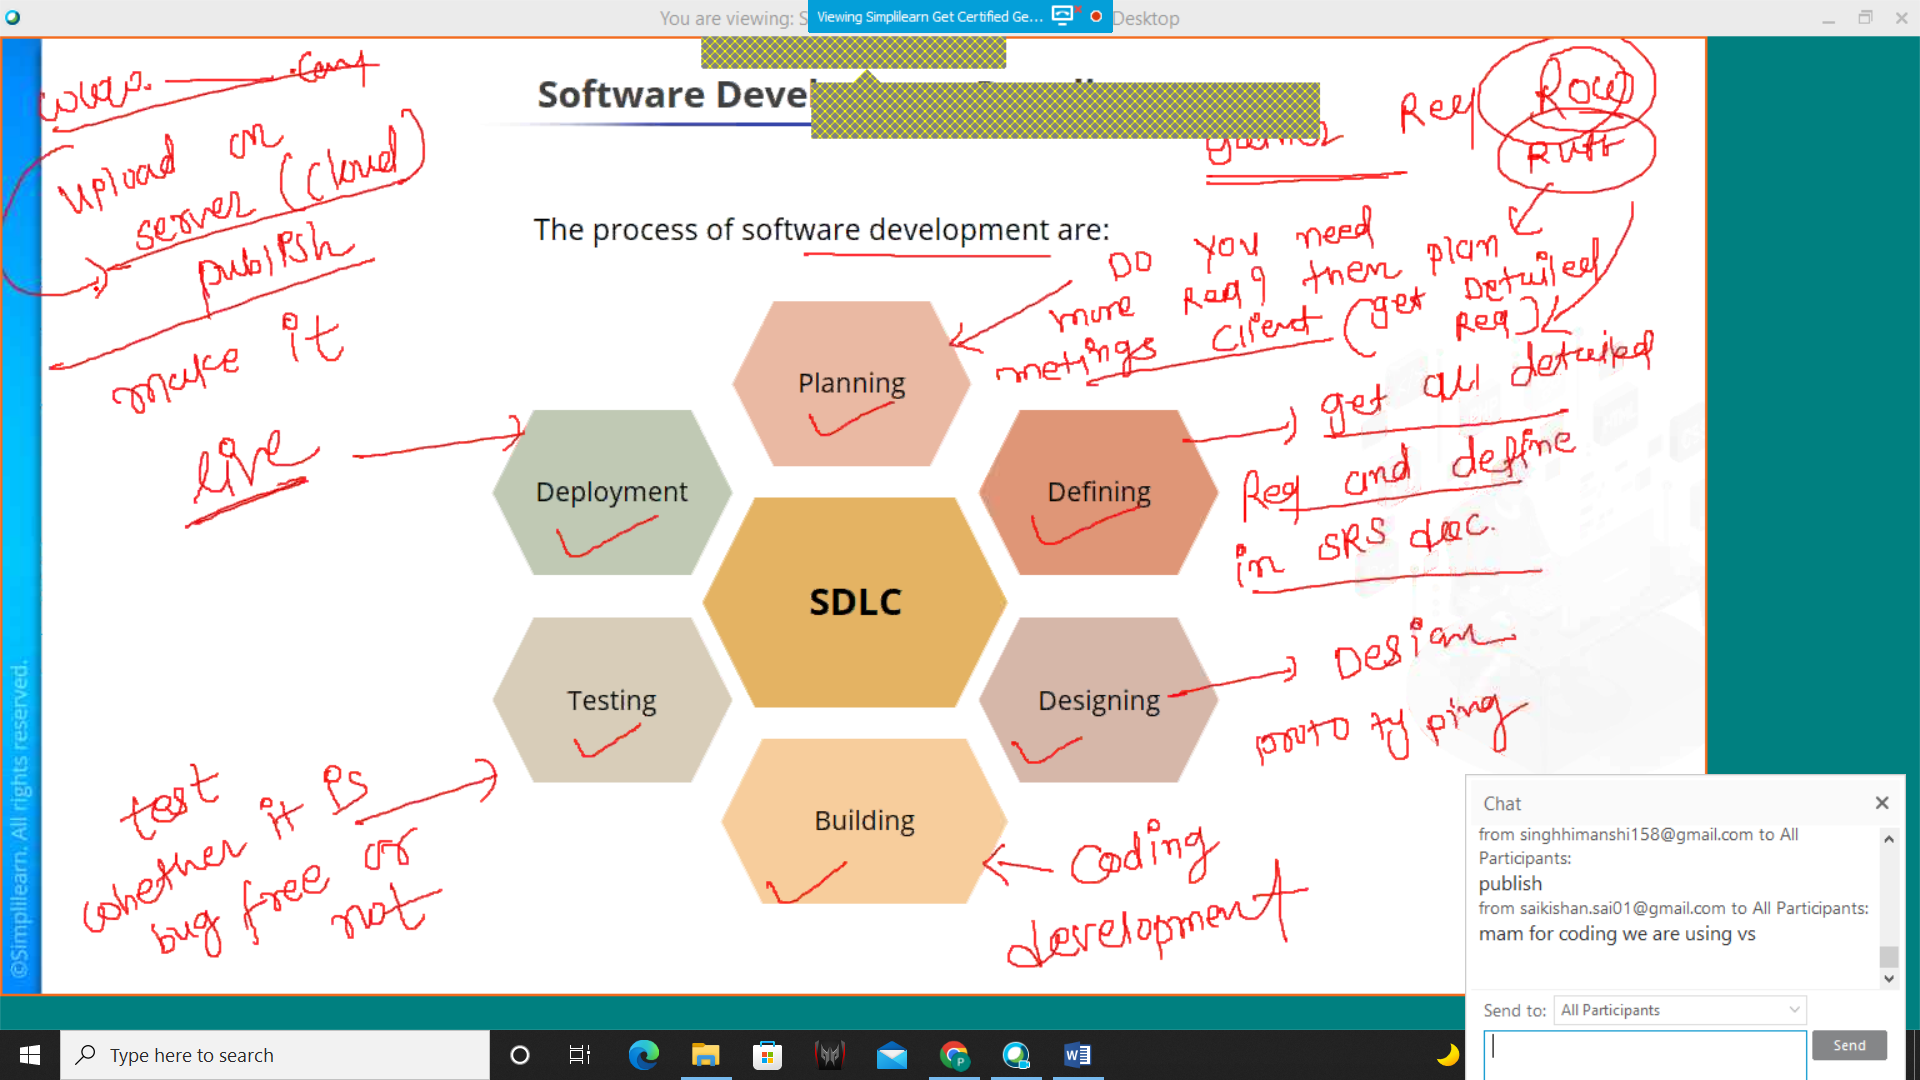 You are viewing: S
Viewing Simplilearn Get Certified Ge...
Desktop
Software Deve
www. .com
upload on
server (cloud)
publish
make it
live
Req
Row
The process of software development are:
DO you need
more Req? then plan
meetings client (get Detailed
Req)
Planning
get all detailed
Req and define
in SRS doc.
Deployment
Defining
SDLC
Testing
Designing
Design
proto typing
Building
test
whether it is
bug free or
not
Coding
development
©Simplilearn. All rights reserved.
Chat
from singhhimanshi158@gmail.com to All
Participants:
publish
from saikishan.sai01@gmail.com to All Participants:
mam for coding we are using vs
Send to: All Participants
Send
Type here to search